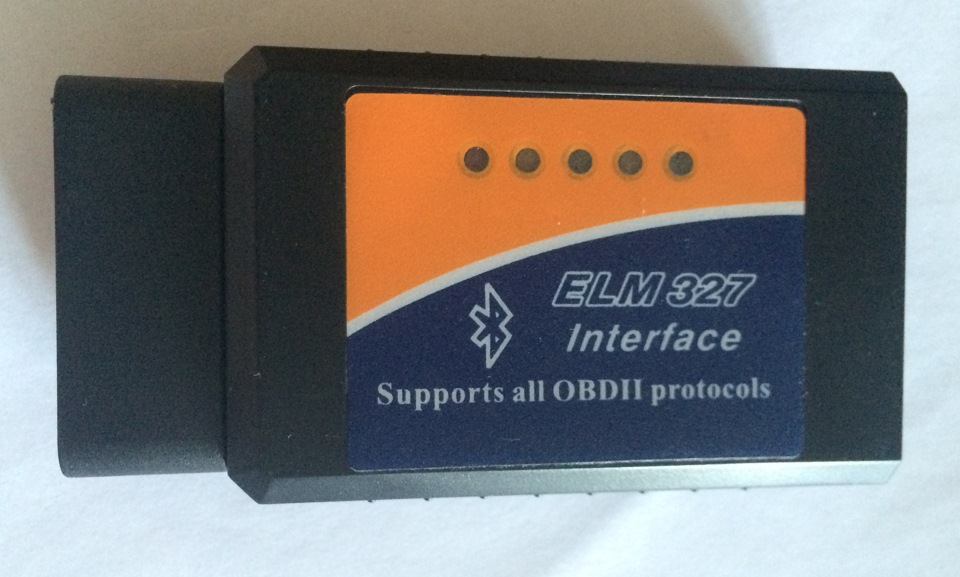 ELM 327
Interface
Supports all OBDII protocols